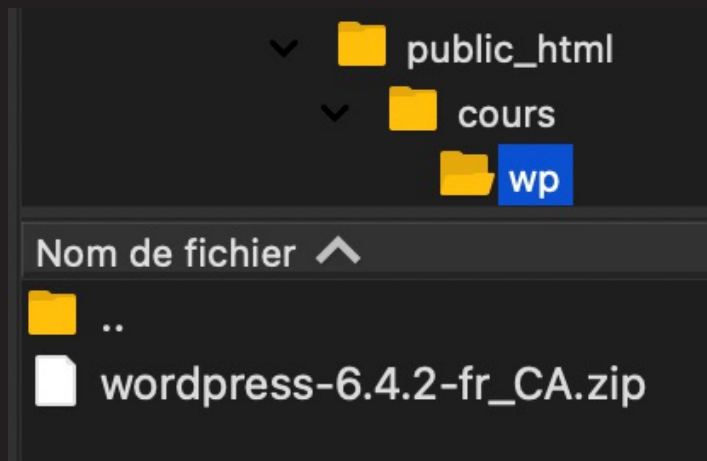 public_html
cours
wp
Nom de fichier
..
wordpress-6.4.2-fr_CA.zip